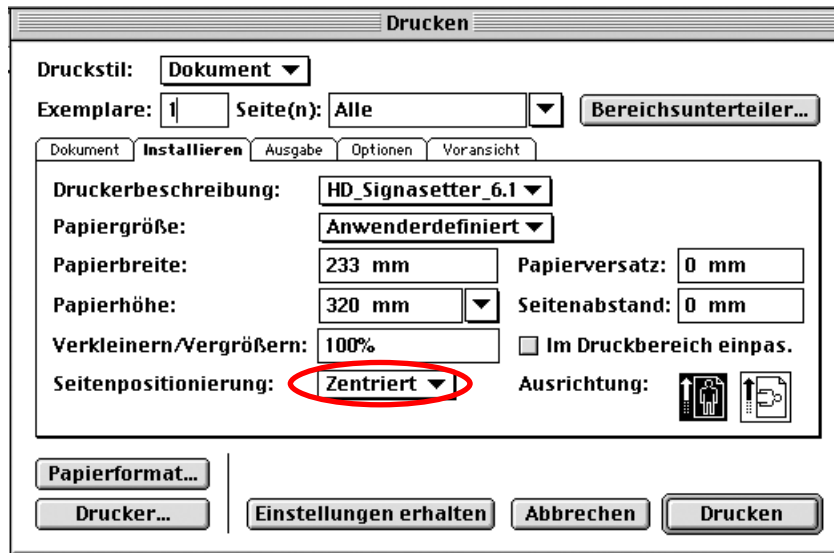 Drucken
Druckstil: Dokument
Exemplare: 1 Seite(n): Alle Bereichsunterteiler...
Dokument Installieren Ausgabe Optionen Voransicht
Druckerbeschreibung: HD_Signasetter_6.1
Papiergröße: Anwenderdefiniert
Papierbreite: 233 mm Papierversatz: 0 mm
Papierhöhe: 320 mm Seitenabstand: 0 mm
Verkleinern/Vergrößern: 100% Im Druckbereich einpas.
Seitenpositionierung: Zentriert Ausrichtung:
Papierformat...
Drucker... Einstellungen erhalten Abbrechen Drucken